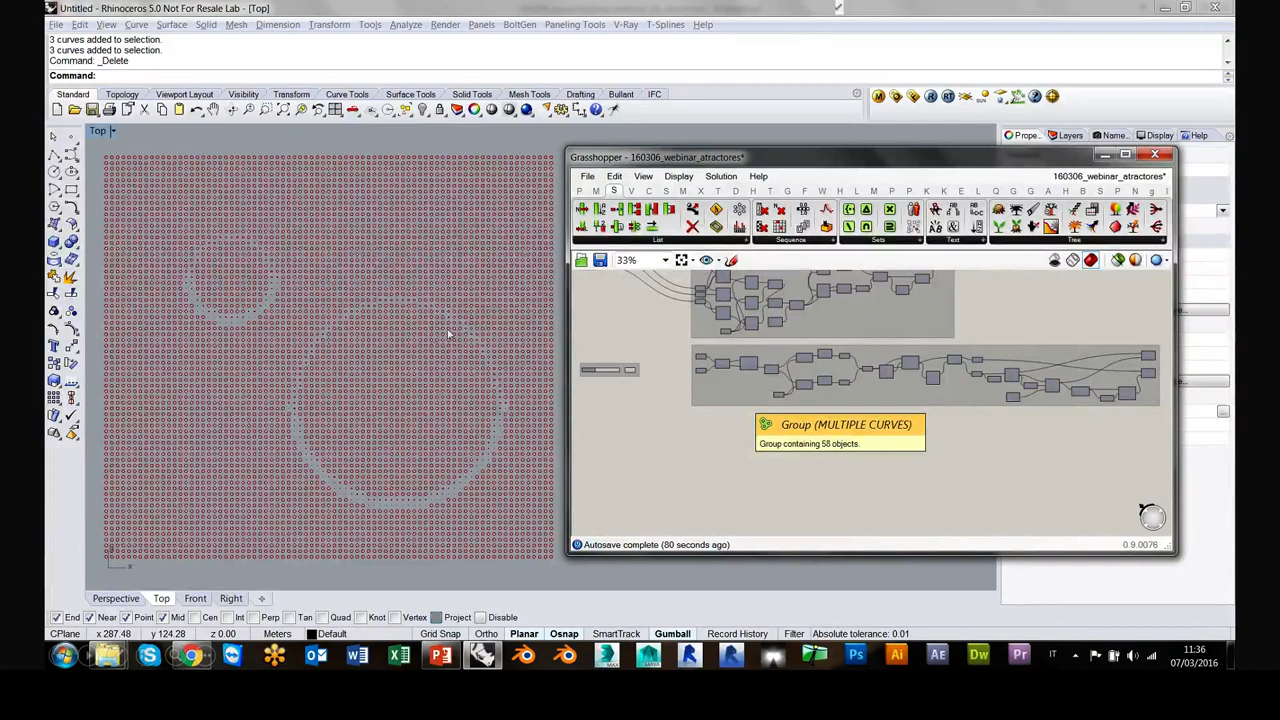 Untitled - Rhinoceros 5.0 Not For Resale Lab - [Top]
File Edit View Curve Surface Solid Mesh Dimension Transform Tools Analyze Render Panels BoltGen Paneling Tools V-Ray T-Splines Help
3 curves added to selection.
3 curves added to selection.
Command: _Delete
Command:
Standard Topology Viewport Layout Visibility Transform Curve Tools Surface Tools Solid Tools Mesh Tools Drafting Bullant IFC
Top
Prope... Layers Name... Display Help
Grasshopper - 160306_webinar_atractores*
File Edit View Display Solution Help 160306_webinar_atractores*
P M S V C S M X T D W L H T Q G F W B L H E L F M A P P K D S N Q G M E K T N g
List Sequence Sets Text Tree
33%
Group (MULTIPLE CURVES)
Group containing 58 objects.
Autosave complete (80 seconds ago) 0.9.0076
x
Perspective Top Front Right
End Near Point Mid Cen Int Perp Tan Quad Knot Vertex Project Disable
CPlane x 287.48 y 124.28 z 0.00 Meters Default Grid Snap Ortho Planar Osnap SmartTrack Gumball Record History Filter Absolute tolerance: 0.01
IT 11:36
07/03/2016